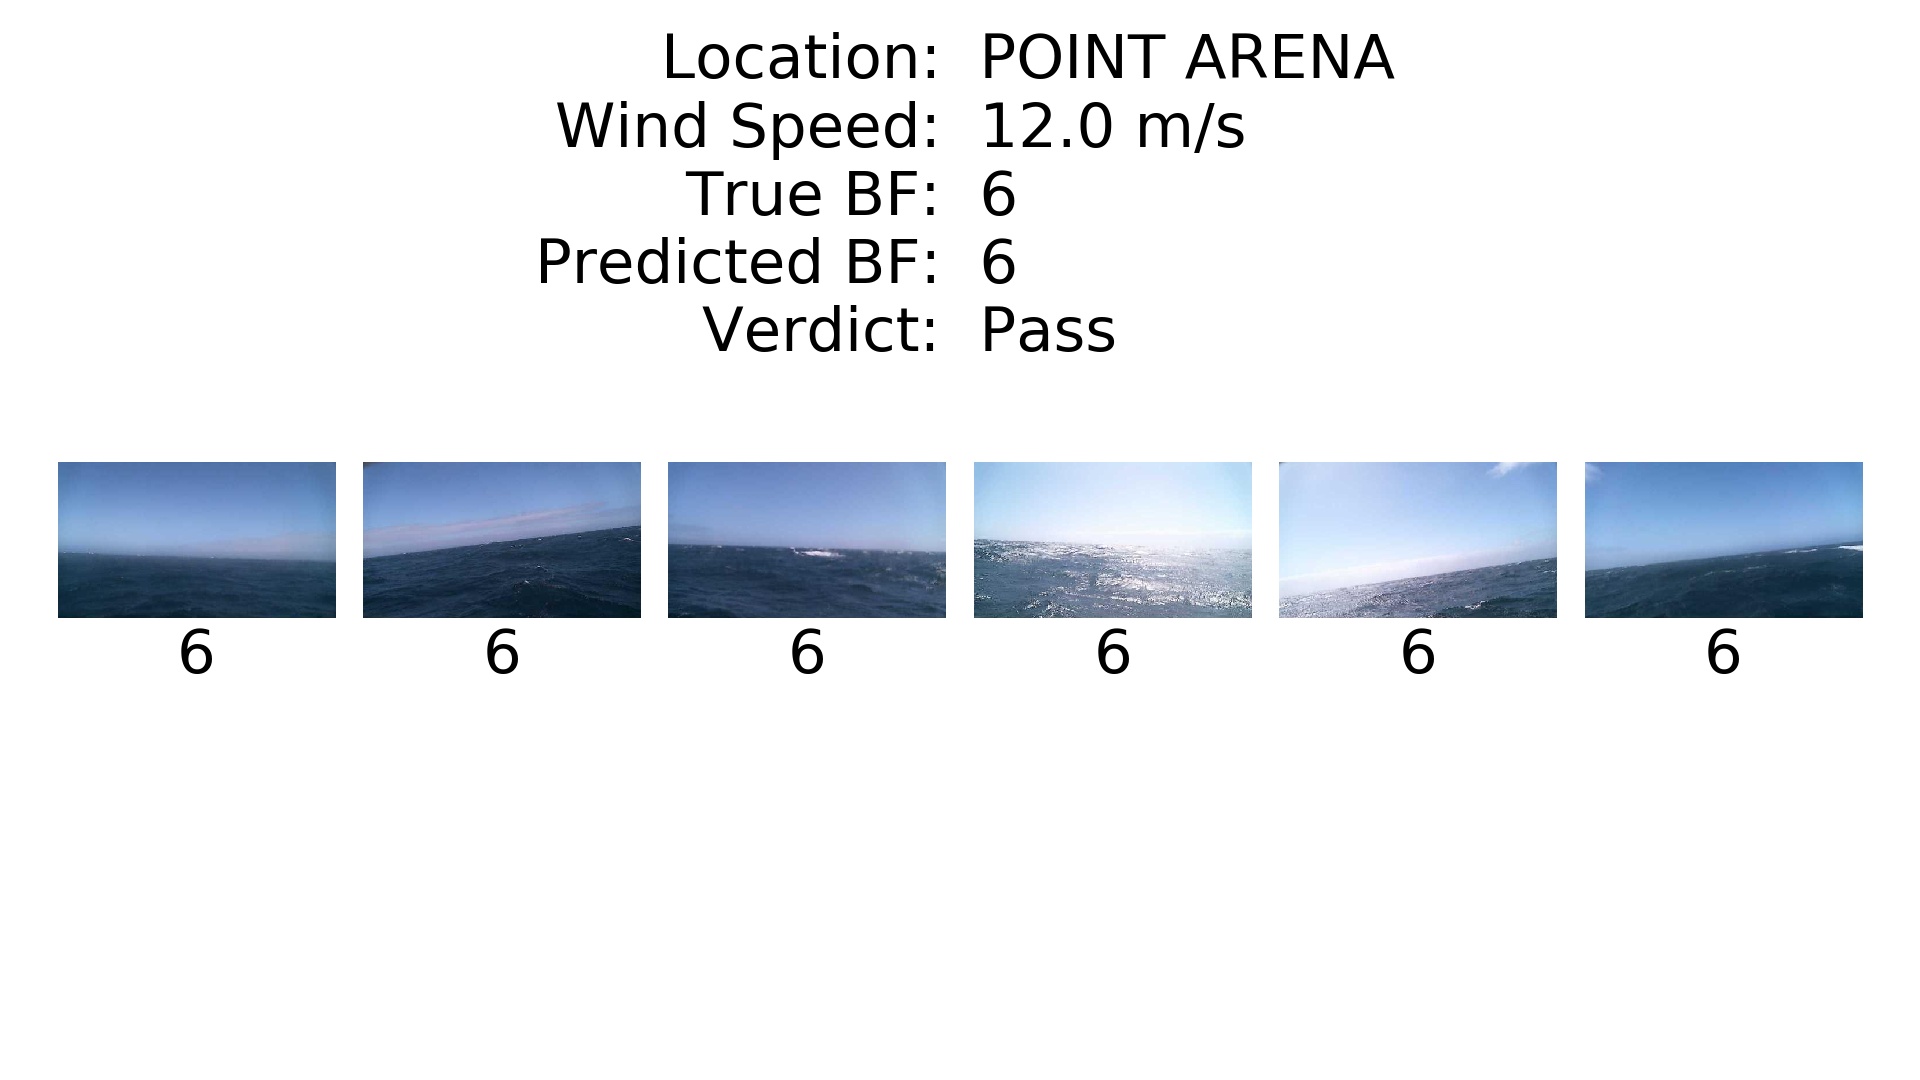 Location: POINT ARENA
Wind Speed: 12.0 m/s
True BF: 6
Predicted BF: 6
Verdict: Pass
6 6 6 6 6 6